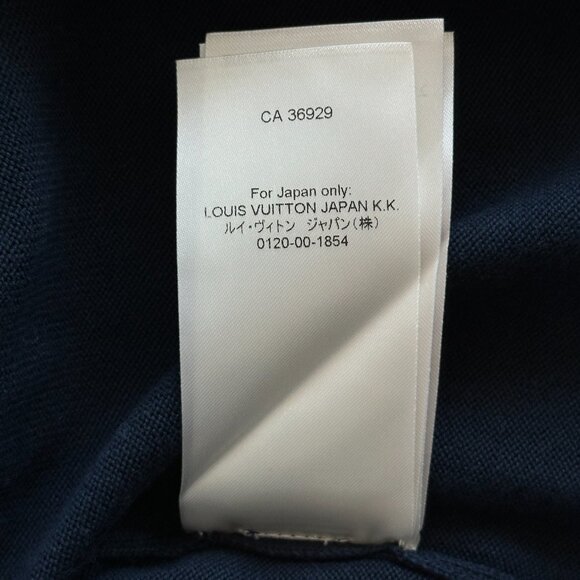 CA 36929
For Japan only:
LOUIS VUITTON JAPAN K.K.
ルイ・ヴィトン ジャパン(株)
0120-00-1854